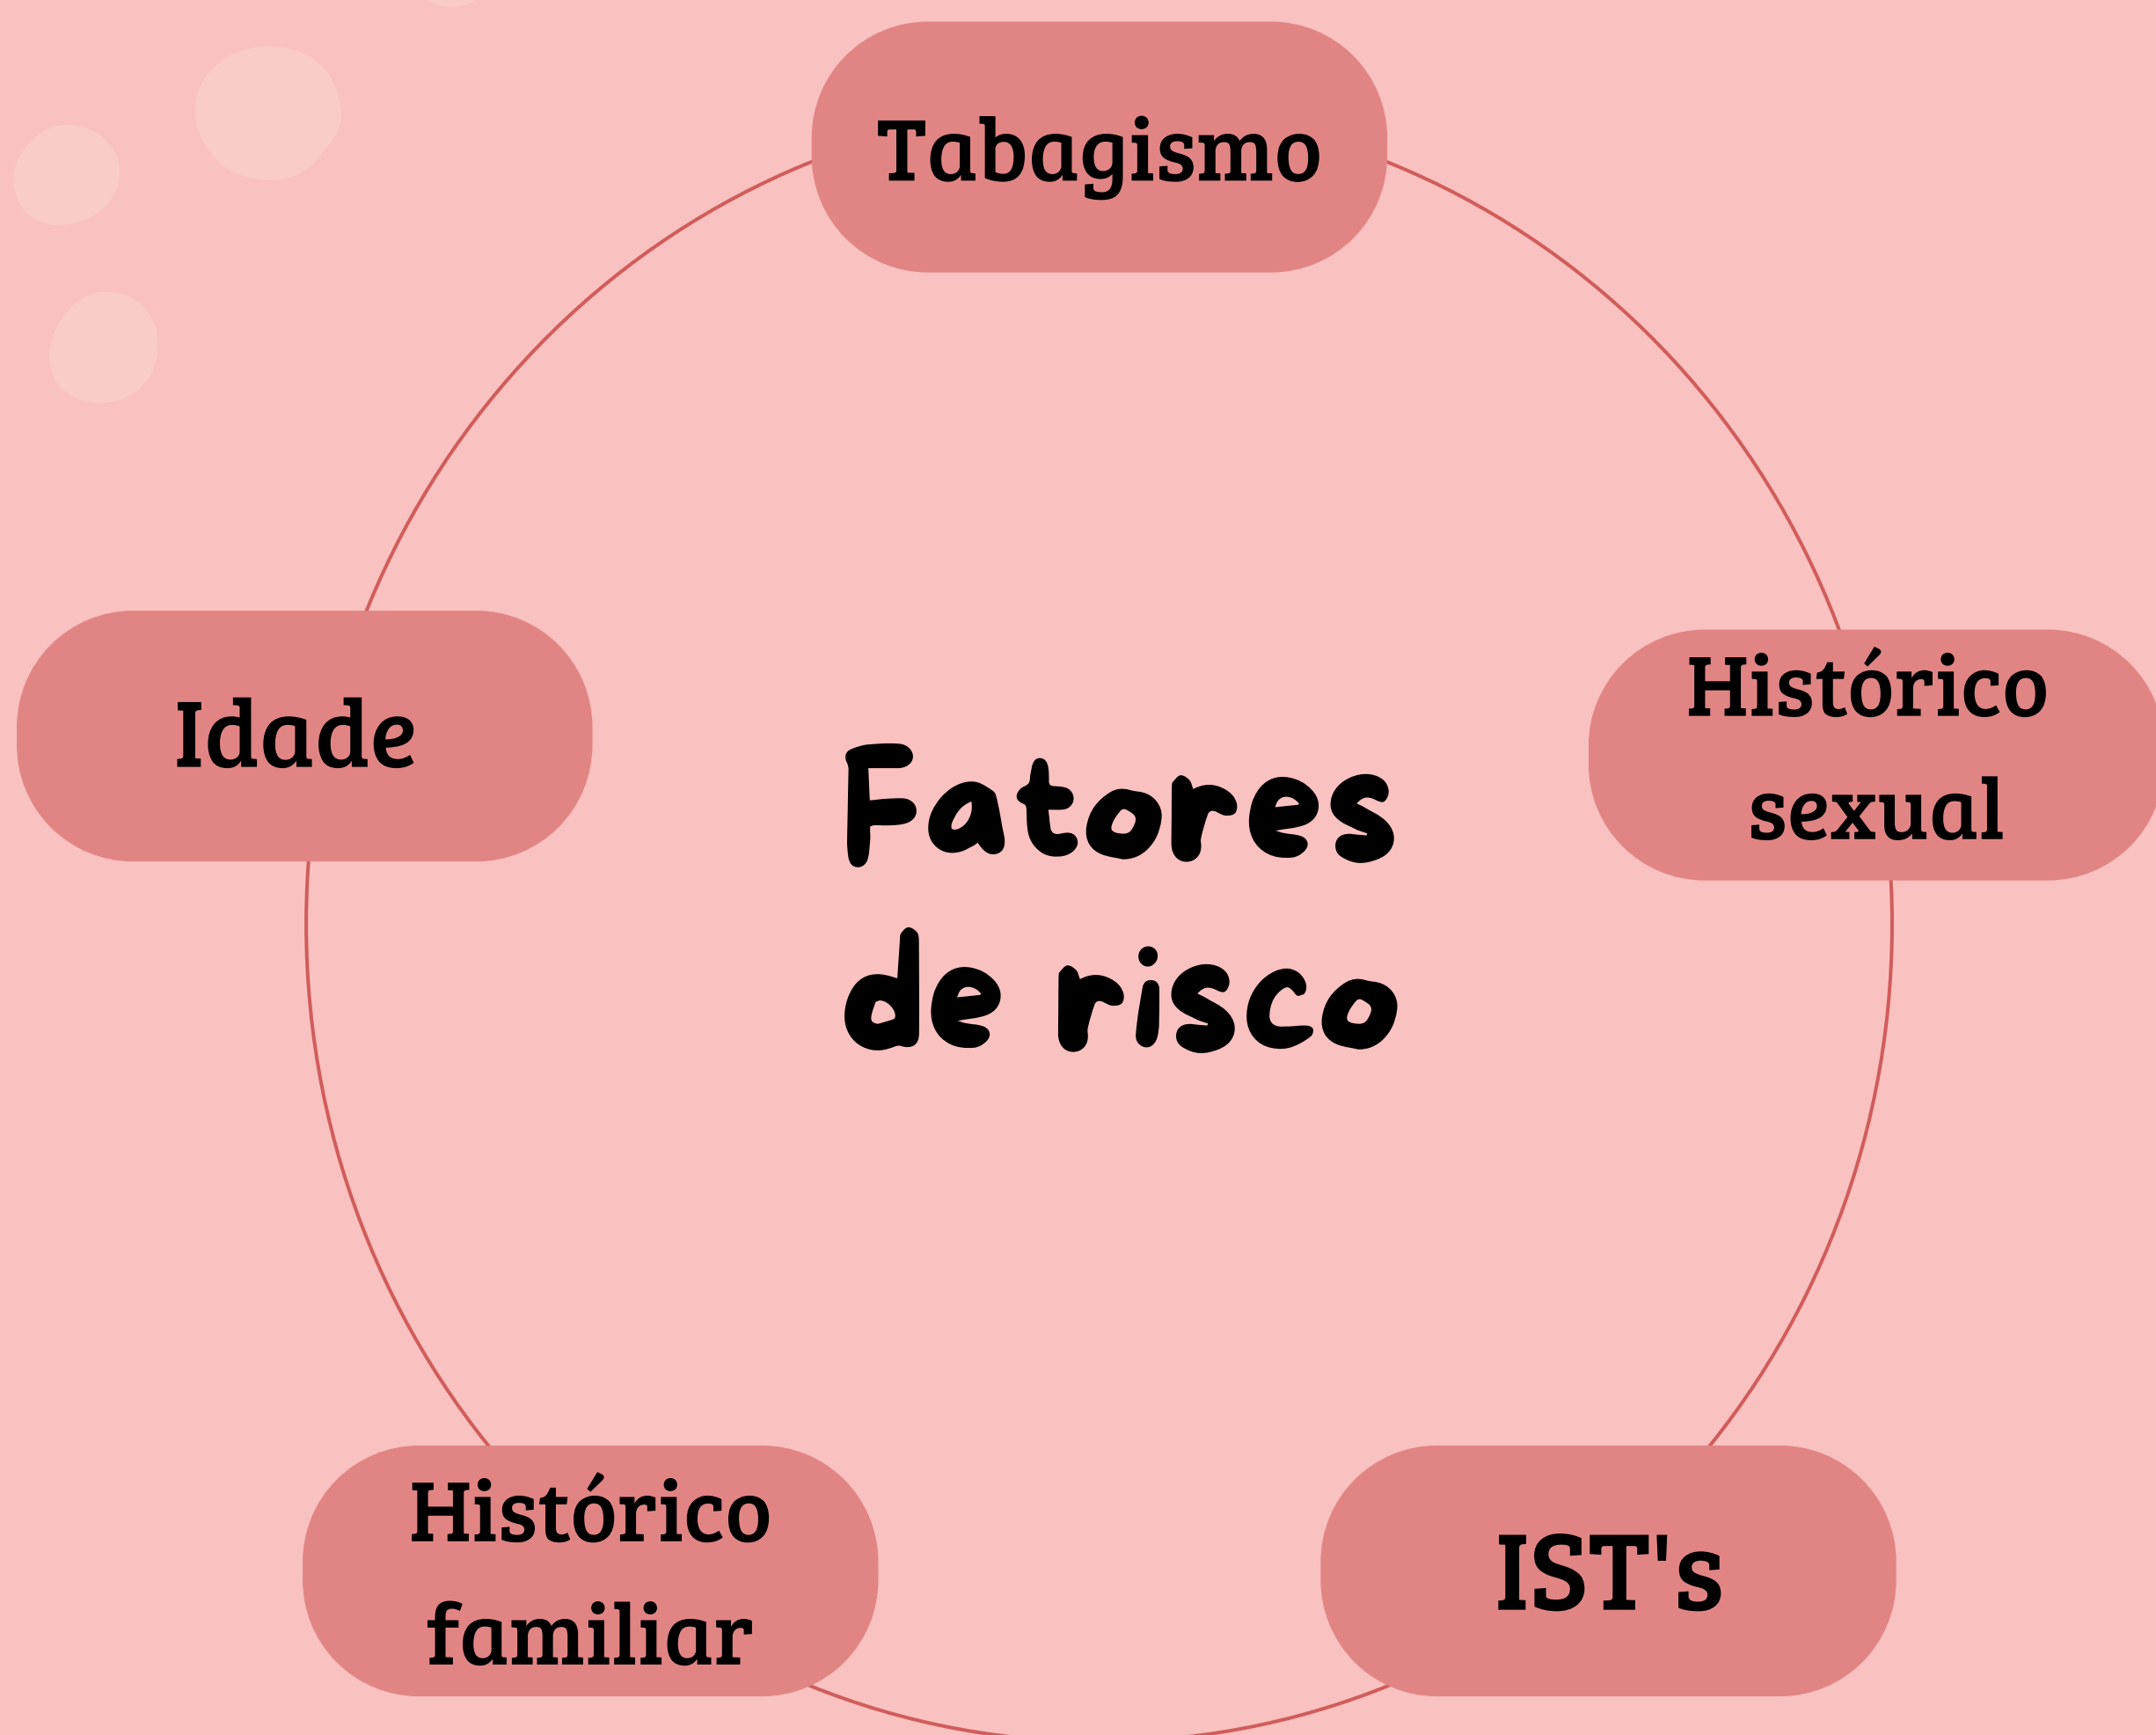 Tabagismo
Idade
Histórico
sexual
Fatores
de risco
Histórico
familiar
IST's